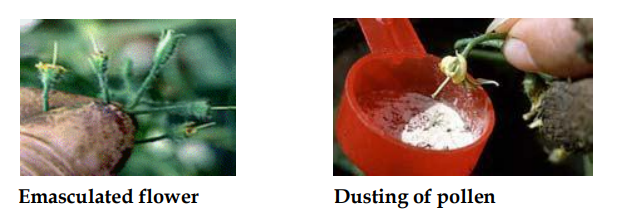 Emasculated flower
Dusting of pollen